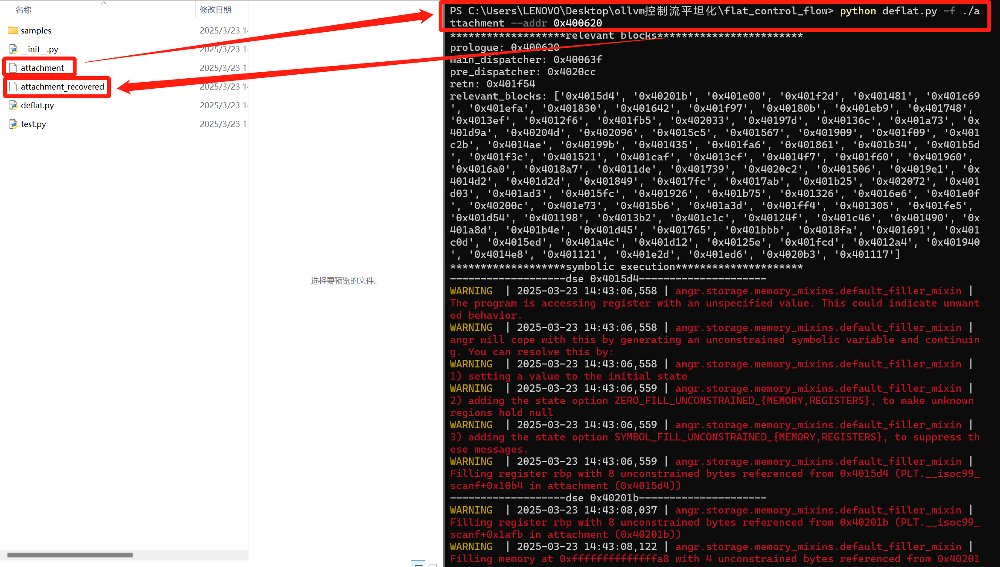 名称
修改日期
samples
2025/3/23 1
__init__.py
2025/3/23 1
attachment
2025/3/23 1
attachment_recovered
2025/3/23 1
deflat.py
2025/3/23 1
test.py
2025/3/23 1
选择要预览的文件。
PS C:\Users\LENOVO\Desktop\ollvm控制流平坦化\flat_control_flow> python deflat.py -f ./a
ttachment --addr 0x400620
*******************relevant blocks************************
prologue: 0x400620
main_dispatcher: 0x40063f
pre_dispatcher: 0x4020cc
retn: 0x401f54
relevant_blocks: ['0x4015d4', '0x40201b', '0x401e00', '0x401f2d', '0x401481', '0x401c69
', '0x401efa', '0x401830', '0x401642', '0x401f97', '0x40180b', '0x401eb9', '0x401748',
'0x4013ef', '0x4012f6', '0x401fb5', '0x402033', '0x40197d', '0x40136c', '0x401a73', '0x
401d9a', '0x40204d', '0x402096', '0x4015c5', '0x401567', '0x401909', '0x401f09', '0x401
c2b', '0x4014ae', '0x40199b', '0x401435', '0x401fa6', '0x401861', '0x401b34', '0x401b5d
', '0x401f3c', '0x401521', '0x401caf', '0x4013cf', '0x4014f7', '0x401f60', '0x401960',
'0x4016a0', '0x4018a7', '0x4011de', '0x401739', '0x4020c2', '0x401506', '0x4019e1', '0x
4014d2', '0x401d2d', '0x401849', '0x4017fc', '0x4017ab', '0x401b25', '0x402072', '0x401
d03', '0x401ad3', '0x4015fc', '0x401926', '0x401b75', '0x401326', '0x4016e6', '0x401e0f
', '0x40200c', '0x401e73', '0x4015b6', '0x401a3d', '0x401ff4', '0x401305', '0x401fe5',
'0x401d54', '0x401198', '0x4013b2', '0x401c1c', '0x40124f', '0x401c46', '0x401490', '0x
401a8d', '0x401b4e', '0x401d45', '0x401765', '0x401bbb', '0x4018fa', '0x401691', '0x401
c0d', '0x4015ed', '0x401a4c', '0x401d12', '0x40125e', '0x401fcd', '0x4012a4', '0x401940
', '0x4014e8', '0x401121', '0x401e2d', '0x401ed6', '0x4020b3', '0x401117']
*******************symbolic execution*********************
-------------------dse 0x4015d4---------------------
WARNING  | 2025-03-23 14:43:06,558 | angr.storage.memory_mixins.default_filler_mixin |
The program is accessing register with an unspecified value. This could indicate unwant
ed behavior.
WARNING  | 2025-03-23 14:43:06,558 | angr.storage.memory_mixins.default_filler_mixin |
angr will cope with this by generating an unconstrained symbolic variable and continuin
g. You can resolve this by:
WARNING  | 2025-03-23 14:43:06,558 | angr.storage.memory_mixins.default_filler_mixin |
1) setting a value to the initial state
WARNING  | 2025-03-23 14:43:06,559 | angr.storage.memory_mixins.default_filler_mixin |
2) adding the state option ZERO_FILL_UNCONSTRAINED_{MEMORY,REGISTERS}, to make unknown
regions hold null
WARNING  | 2025-03-23 14:43:06,559 | angr.storage.memory_mixins.default_filler_mixin |
3) adding the state option SYMBOL_FILL_UNCONSTRAINED_{MEMORY,REGISTERS}, to suppress th
ese messages.
WARNING  | 2025-03-23 14:43:06,559 | angr.storage.memory_mixins.default_filler_mixin |
Filling register rbp with 8 unconstrained bytes referenced from 0x4015d4 (PLT.__isoc99_
scanf+0x10b4 in attachment (0x4015d4))
-------------------dse 0x40201b---------------------
WARNING  | 2025-03-23 14:43:08,037 | angr.storage.memory_mixins.default_filler_mixin |
Filling register rbp with 8 unconstrained bytes referenced from 0x40201b (PLT.__isoc99_
scanf+0x1afb in attachment (0x40201b))
WARNING  | 2025-03-23 14:43:08,122 | angr.storage.memory_mixins.default_filler_mixin |
Filling memory at 0xffffffffffffffa8 with 4 unconstrained bytes referenced from 0x40201